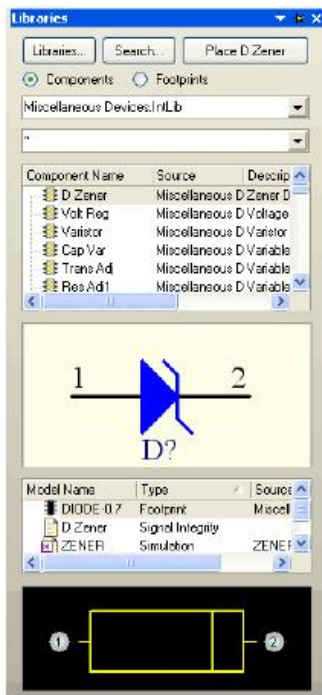 Libraries
Libraries... Search... Place D Zener
Components Footprints
Miscellaneous Devices.IntLib
*
Component Name Source Descrip
D Zener Miscellaneous D Zener D
Volt Reg Miscellaneous D Voltage
Varistor Miscellaneous D Varistor
Cap Var Miscellaneous D Variable
Trans Adj Miscellaneous D Variable
Res Adj1 Miscellaneous D Variable
1 2
D?
Model Name Type Source
DIODE-0.7 Footprint Miscell
D Zener Signal Integrity
ZENER Simulation ZENER
1 2